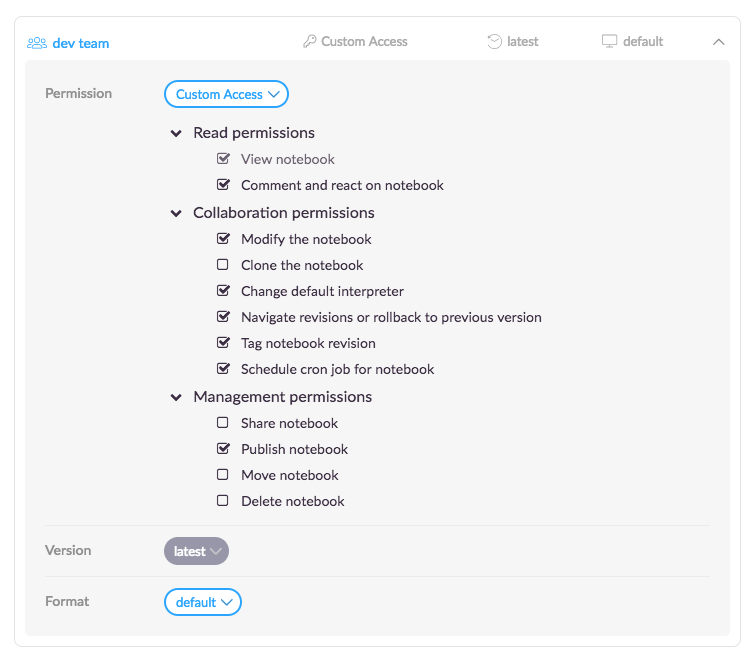 dev team Custom Access latest default
Permission Custom Access
Read permissions
View notebook
Comment and react on notebook
Collaboration permissions
Modify the notebook
Clone the notebook
Change default interpreter
Navigate revisions or rollback to previous version
Tag notebook revision
Schedule cron job for notebook
Management permissions
Share notebook
Publish notebook
Move notebook
Delete notebook
Version latest
Format default